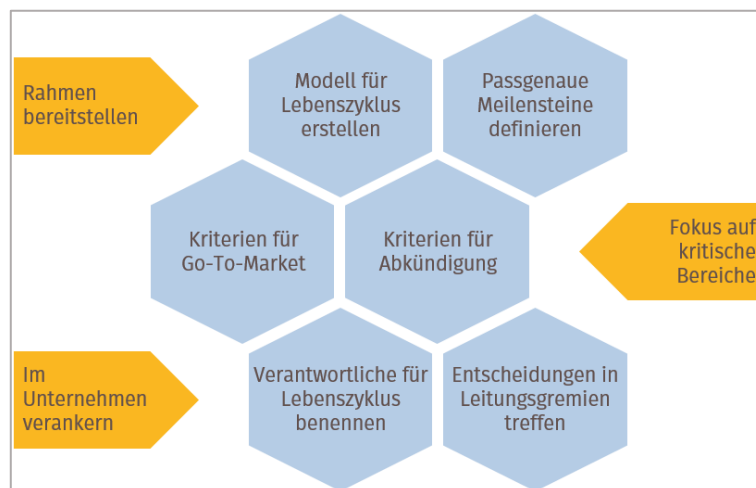 Rahmen
bereitstellen
Modell für
Lebenszyklus
erstellen
Passgenaue
Meilensteine
definieren
Kriterien für
Go-To-Market
Kriterien für
Abkündigung
Fokus auf
kritische
Bereiche
Im
Unternehmen
verankern
Verantwortliche für
Lebenszyklus
benennen
Entscheidungen in
Leitungsgremien
treffen